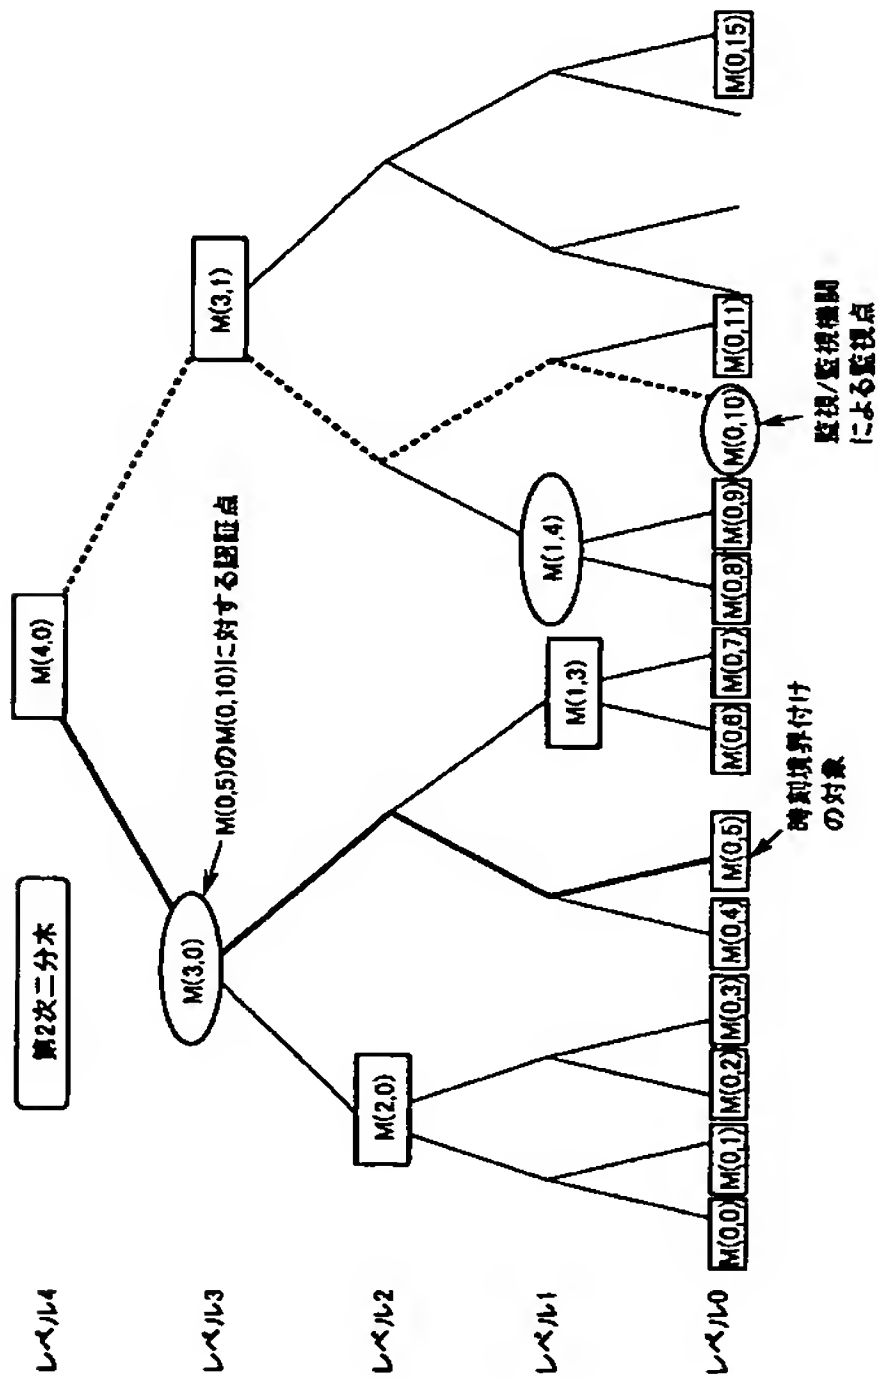 第2次二分木
レベル4
M(4,0)
レベル3
M(3,0)
M(3,1)
M(0,5)のM(0,10)に対する認証点
レベル2
M(2,0)
レベル1
M(1,3)
M(1,4)
レベル0
M(0,0)
M(0,1)
M(0,2)
M(0,3)
M(0,4)
M(0,5)
M(0,6)
M(0,7)
M(0,8)
M(0,9)
M(0,10)
M(0,11)
M(0,15)
時刻境界付け
の対象
監視/監視機関
による監視点